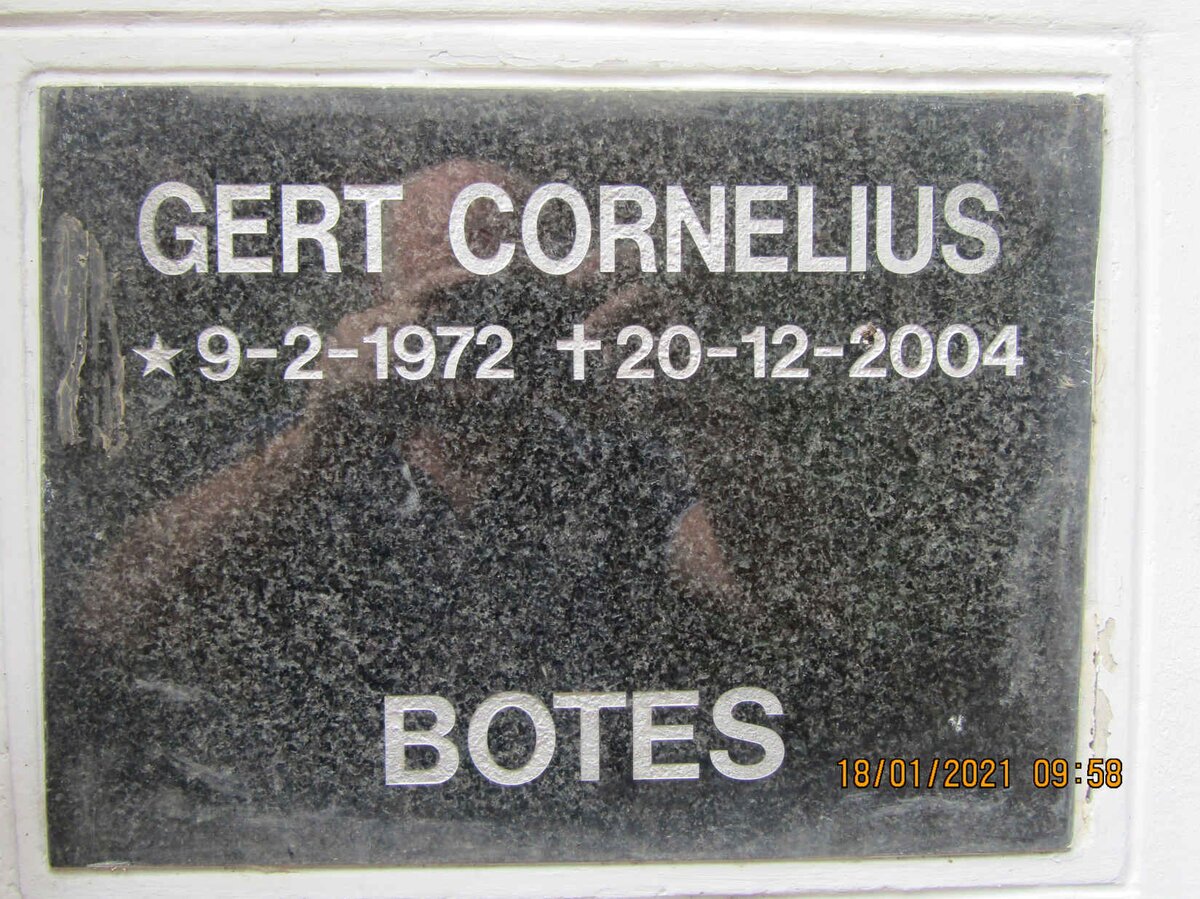 GERT CORNELIUS
★ 9-2-1972 ✝ 20-12-2004
BOTES
18/01/2021 09:58